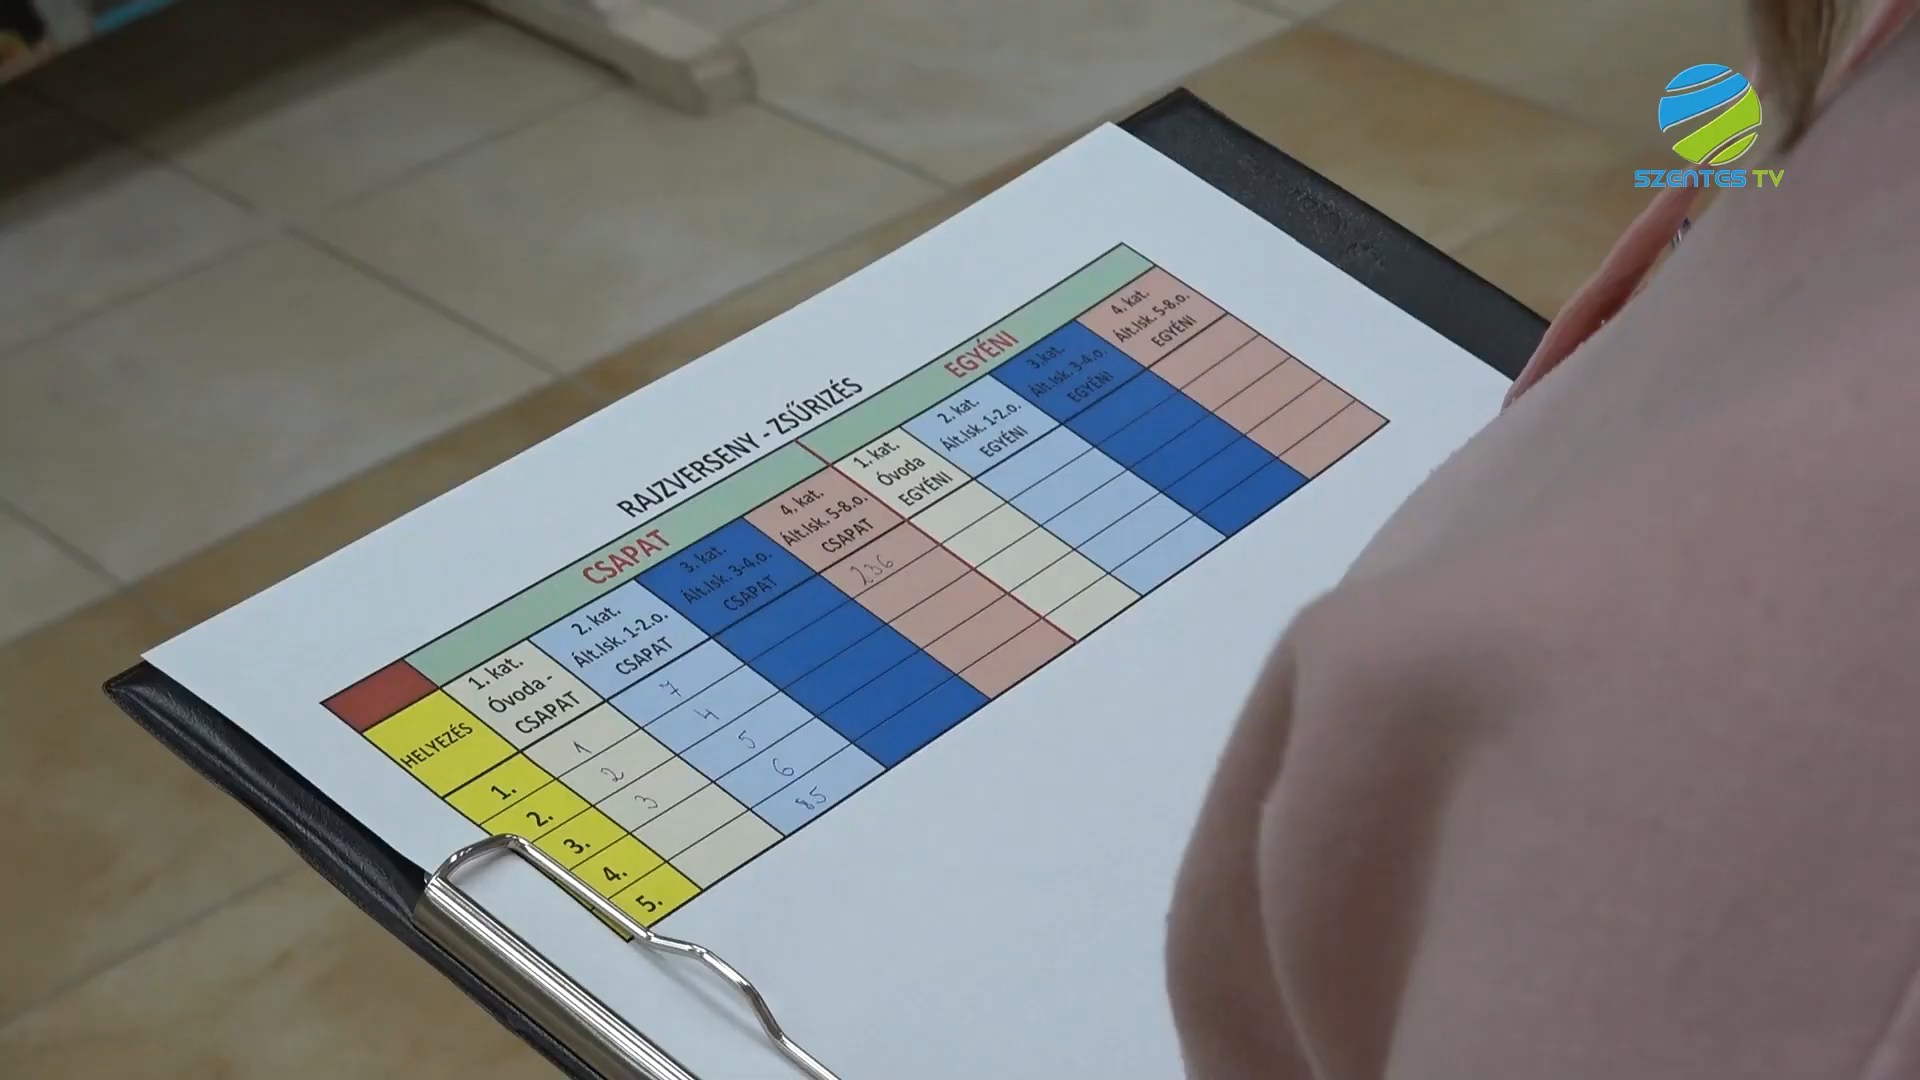 SZENTES TV
RAJZVERSENY - ZSŰRIZÉS
CSAPAT
EGYÉNI
HELYEZÉS
1. kat.
Óvoda -
CSAPAT
2. kat.
Ált.Isk. 1-2.o.
CSAPAT
3. kat.
Ált.Isk. 3-4.o.
CSAPAT
4. kat.
Ált.Isk. 5-8.o.
CSAPAT
1. kat.
Óvoda
EGYÉNI
2. kat.
Ált.Isk. 1-2.o.
EGYÉNI
3.kat.
Ált.Isk. 3-4.o.
EGYÉNI
4. kat.
Ált.Isk. 5-8.o.
EGYÉNI
1. 1 7 236
2. 2 4
3. 3 5
4. 6
5. 85